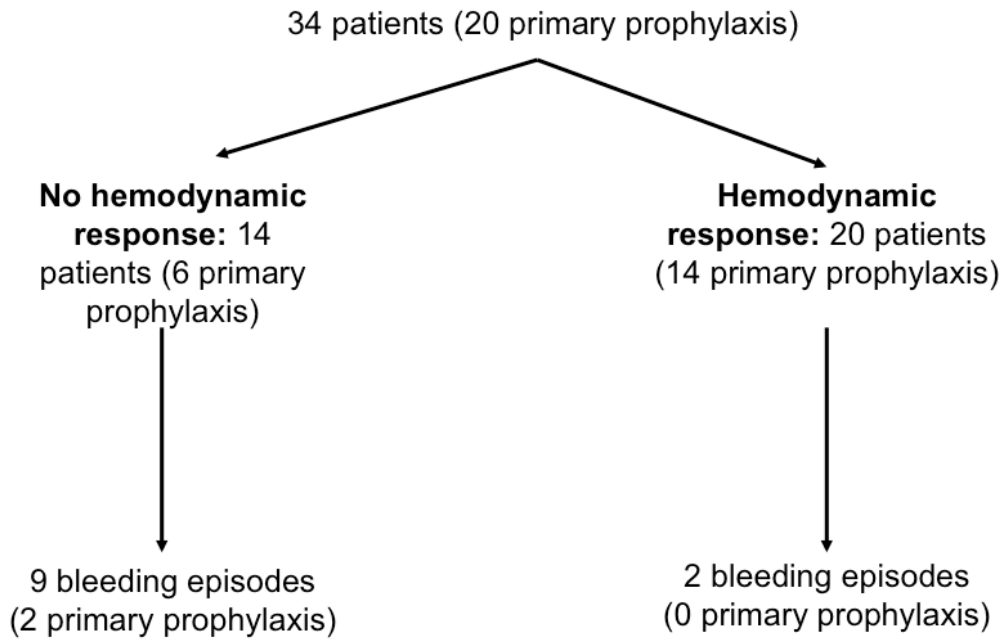 34 patients (20 primary prophylaxis)
No hemodynamic
response: 14
patients (6 primary
prophylaxis)
Hemodynamic
response: 20 patients
(14 primary prophylaxis)
9 bleeding episodes
(2 primary prophylaxis)
2 bleeding episodes
(0 primary prophylaxis)